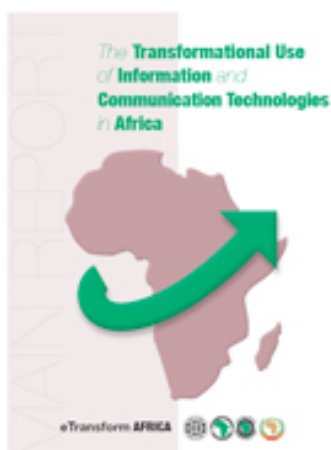 The Transformational Use
of Information and
Communication Technologies
in Africa
MAIN REPORT
eTransform AFRICA